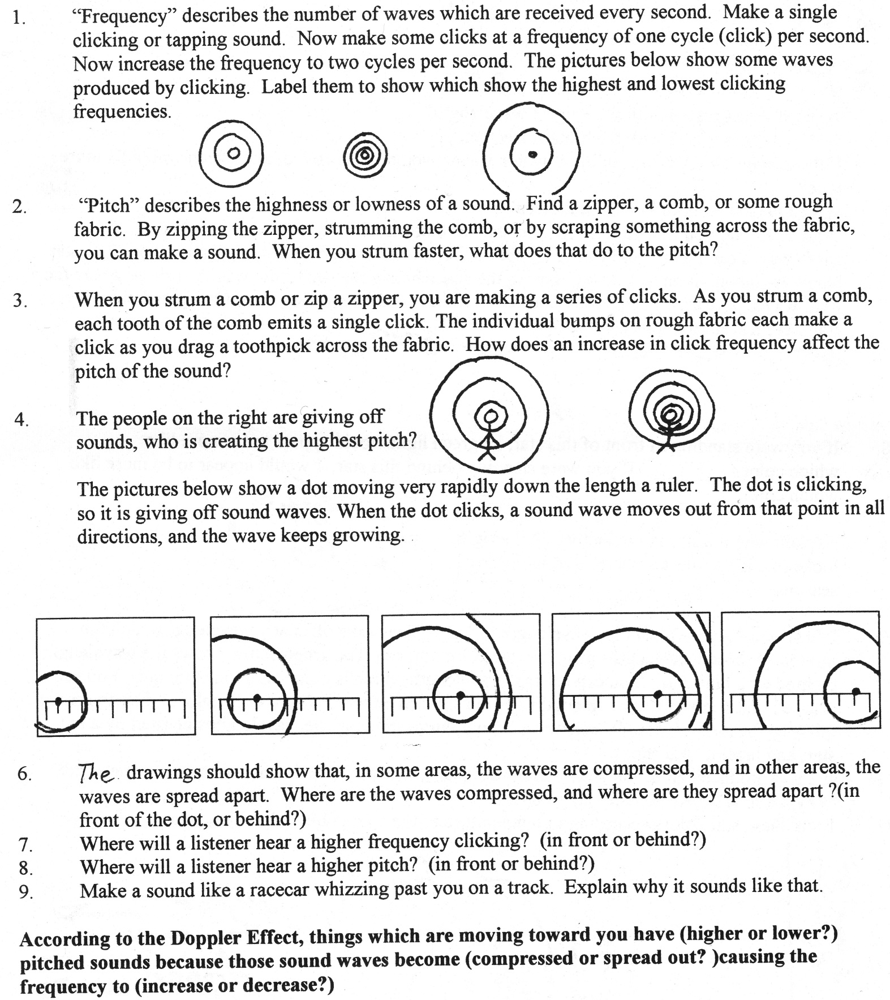 1. “Frequency” describes the number of waves which are received every second. Make a single
clicking or tapping sound. Now make some clicks at a frequency of one cycle (click) per second.
Now increase the frequency to two cycles per second. The pictures below show some waves
produced by clicking. Label them to show which show the highest and lowest clicking
frequencies.
2. “Pitch” describes the highness or lowness of a sound. Find a zipper, a comb, or some rough
fabric. By zipping the zipper, strumming the comb, or by scraping something across the fabric,
you can make a sound. When you strum faster, what does that do to the pitch?
3. When you strum a comb or zip a zipper, you are making a series of clicks. As you strum a comb,
each tooth of the comb emits a single click. The individual bumps on rough fabric each make a
click as you drag a toothpick across the fabric. How does an increase in click frequency affect the
pitch of the sound?
4. The people on the right are giving off
sounds, who is creating the highest pitch?
The pictures below show a dot moving very rapidly down the length a ruler. The dot is clicking,
so it is giving off sound waves. When the dot clicks, a sound wave moves out from that point in all
directions, and the wave keeps growing.
6. The drawings should show that, in some areas, the waves are compressed, and in other areas, the
waves are spread apart. Where are the waves compressed, and where are they spread apart ?(in
front of the dot, or behind?)
7. Where will a listener hear a higher frequency clicking? (in front or behind?)
8. Where will a listener hear a higher pitch? (in front or behind?)
9. Make a sound like a racecar whizzing past you on a track. Explain why it sounds like that.
According to the Doppler Effect, things which are moving toward you have (higher or lower?)
pitched sounds because those sound waves become (compressed or spread out? )causing the
frequency to (increase or decrease?)